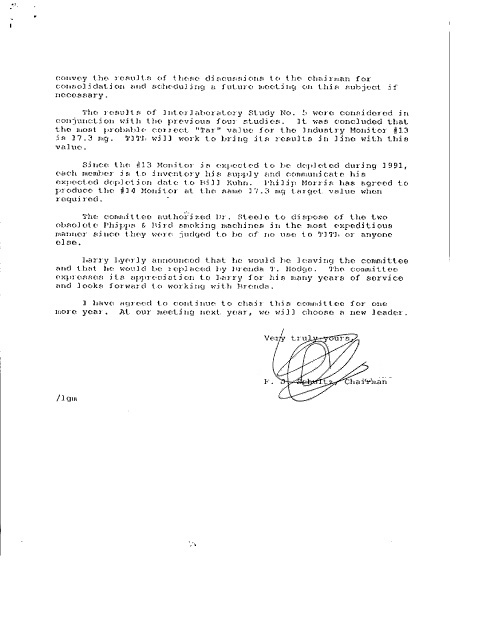 convey the results of these discussions to the chairman for
consolidation and scheduling a future meeting on this subject if
necessary.
The results of Interlaboratory Study No. 5 were considered in
conjunction with the previous four studies. It was concluded that
the most probable correct "Tar" value for the Industry Monitor #13
is 17.3 mg. TITL will work to bring its results in line with this
value.
Since the #13 Monitor is expected to be depleted during 1991,
each member is to inventory his supply and communicate his
expected depletion date to Bill Kuhn. Philip Morris has agreed to
produce the #14 Monitor at the same 17.3 mg target value when
required.
The committee authorized Dr. Steele to dispose of the two
obsolete Phipps & Bird smoking machines in the most expeditious
manner since they were judged to be of no use to TITL or anyone
else.
Larry Lyerly announced that he would be leaving the committee
and that he would be replaced by Brenda T. Hodge. The committee
expresses its appreciation to Larry for his many years of service
and looks forward to working with Brenda.
I have agreed to continue to chair this committee for one
more year. At our meeting next year, we will choose a new leader.
Very truly yours,
F. J. Schultz, Chairman
/lgm